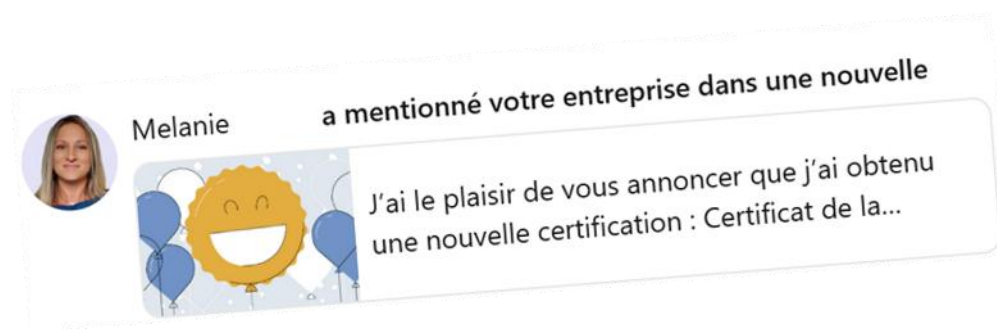 Melanie a mentionné votre entreprise dans une nouvelle
J’ai le plaisir de vous annoncer que j’ai obtenu
une nouvelle certification : Certificat de la...